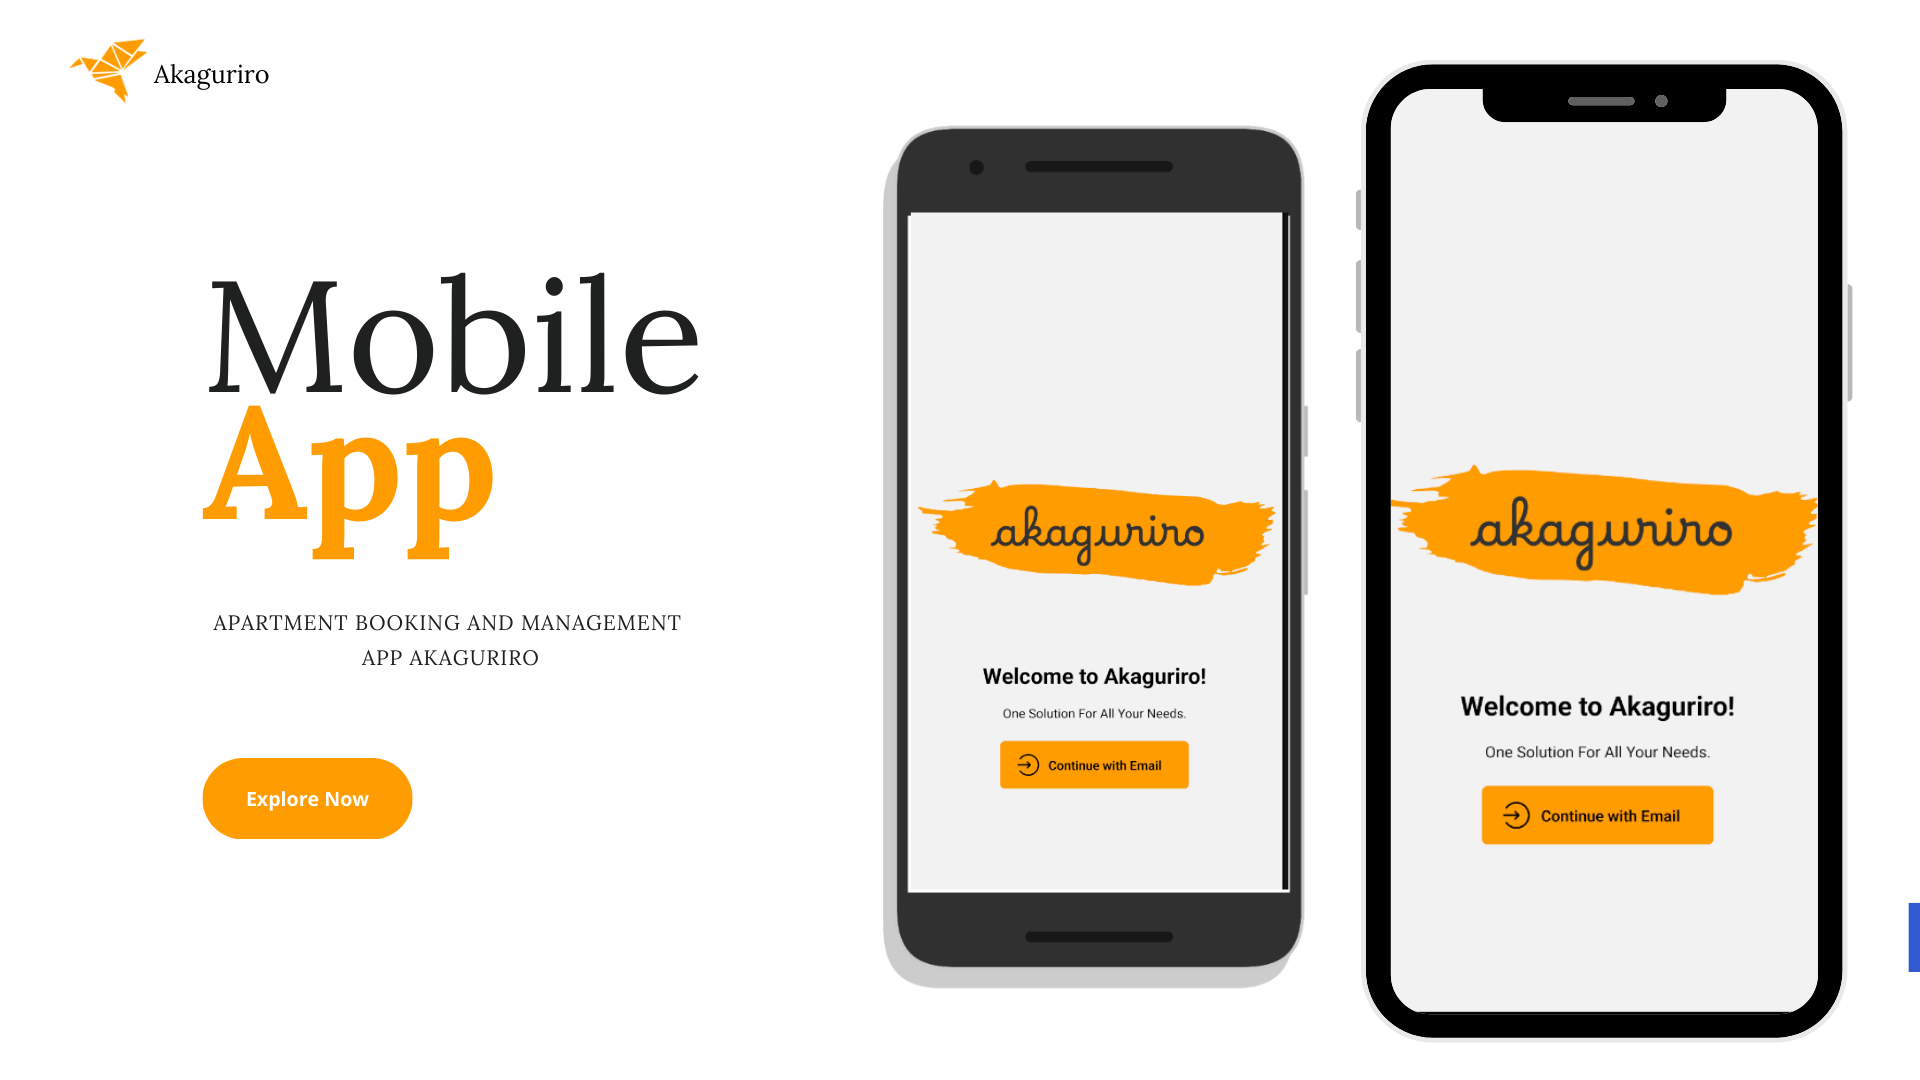 Akaguriro
Mobile
App
APARTMENT BOOKING AND MANAGEMENT
APP AKAGURIRO
Explore Now
akaguriro
Welcome to Akaguriro!
One Solution For All Your Needs.
Continue with Email
akaguriro
Welcome to Akaguriro!
One Solution For All Your Needs.
Continue with Email